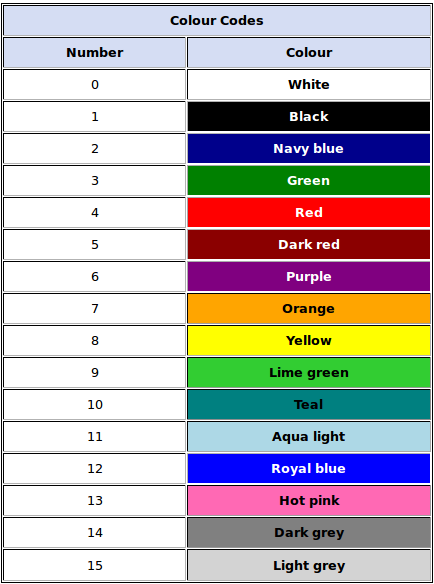 Colour Codes
Number Colour
0 White
1 Black
2 Navy blue
3 Green
4 Red
5 Dark red
6 Purple
7 Orange
8 Yellow
9 Lime green
10 Teal
11 Aqua light
12 Royal blue
13 Hot pink
14 Dark grey
15 Light grey